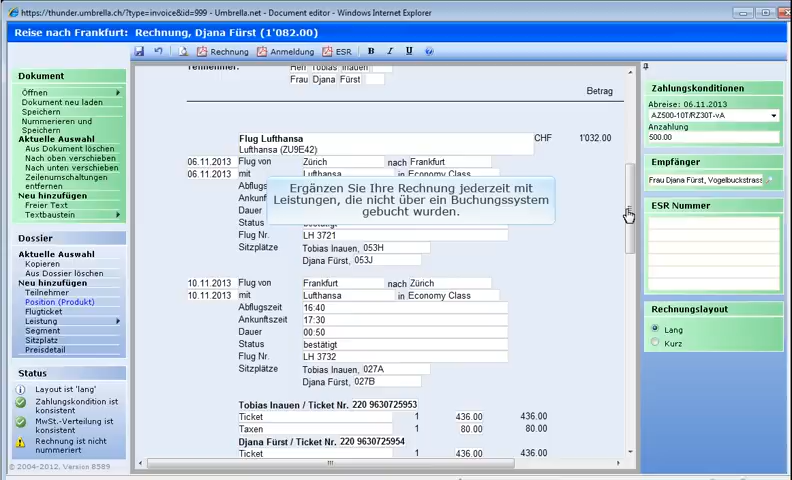 https://thunder.umbrella.ch/?type=invoice&id=999 - Umbrella.net - Document editor - Windows Internet Explorer
Reise nach Frankfurt: Rechnung, Djana Fürst (1'082.00)
Rechnung Anmeldung ESR B I U
Dokument
Öffnen
Dokument neu laden
Speichern
Nummerieren und
Speichern
Aktuelle Auswahl
Aus Dokument löschen
Nach oben verschieben
Nach unten verschieben
Zeilenumschaltungen
entfernen
Neu hinzufügen
Freier Text
Textbaustein
Dossier
Aktuelle Auswahl
Kopieren
Aus Dossier löschen
Neu hinzufügen
Teilnehmer
Position (Produkt)
Flugticket
Leistung
Segment
Sitzplatz
Preisdetail
Status
Layout ist 'lang'
Zahlungskondition ist
konsistent
MwSt.-Verteilung ist
konsistent
Rechnung ist nicht
nummeriert
© 2004-2012, Version 8589
Teilnehmer: Herr Tobias Inauen
Frau Djana Fürst
Betrag
Flug Lufthansa CHF 1'032.00
Lufthansa (ZU9E42)
06.11.2013 Flug von Zürich nach Frankfurt
06.11.2013 mit Lufthansa in Economy Class
Ergänzen Sie Ihre Rechnung jederzeit mit
Leistungen, die nicht über ein Buchungssystem
gebucht wurden.
Dauer
Status bestätigt
Flug Nr. LH 3721
Sitzplätze Tobias Inauen, 053H
Djana Fürst, 053J
10.11.2013 Flug von Frankfurt nach Zürich
10.11.2013 mit Lufthansa in Economy Class
Abflugszeit 16:40
Ankunftszeit 17:30
Dauer 00:50
Status bestätigt
Flug Nr. LH 3732
Sitzplätze Tobias Inauen, 027A
Djana Fürst, 027B
Tobias Inauen / Ticket Nr. 220 9630725953
Ticket 1 436.00 436.00
Taxen 1 80.00 80.00
Djana Fürst / Ticket Nr. 220 9630725954
Ticket 1 436.00 436.00
Zahlungskonditionen
Abreise: 06.11.2013
AZ500-10T/RZ30T-vA
Anzahlung
500.00
Empfänger
Frau Djana Fürst, Vogelbuckstrass
ESR Nummer
Rechnungslayout
Lang
Kurz